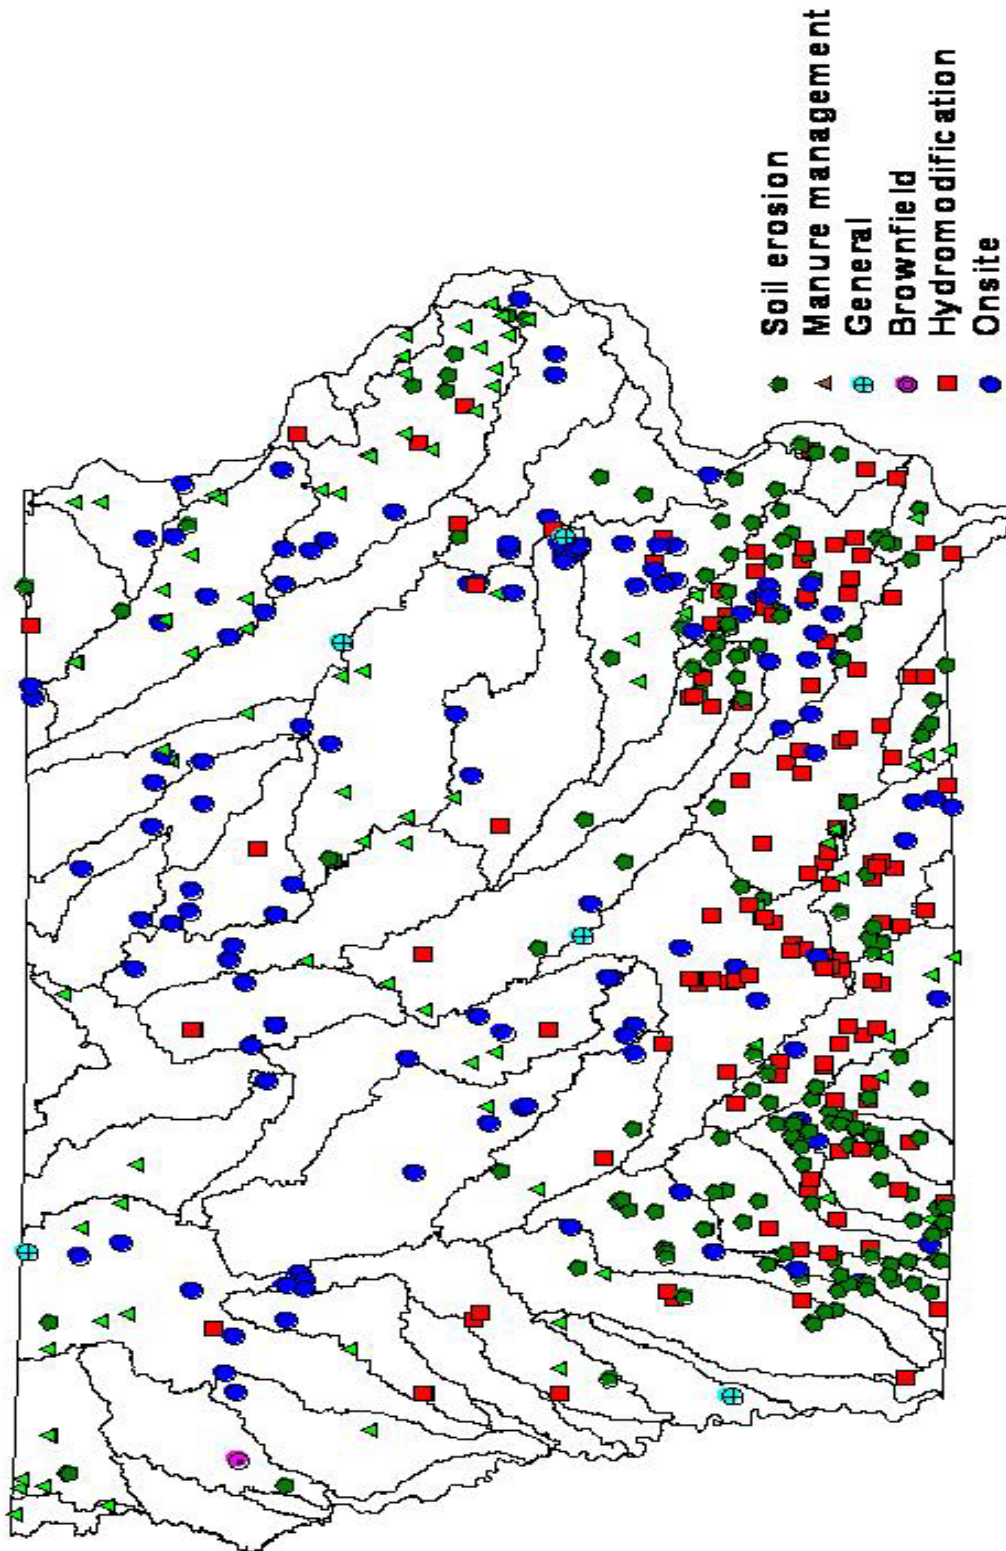 Soil erosion
Manure management
General
Brownfield
Hydromodification
Onsite